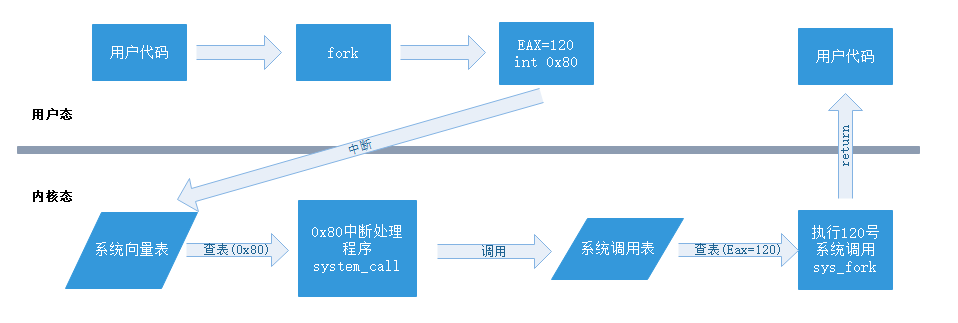 用户代码
fork
EAX=120
int 0x80
用户代码
用户态
中断
return
内核态
系统向量表
查表(0x80)
0x80中断处理
程序
system_call
调用
系统调用表
查表(Eax=120)
执行120号
系统调用
sys_fork